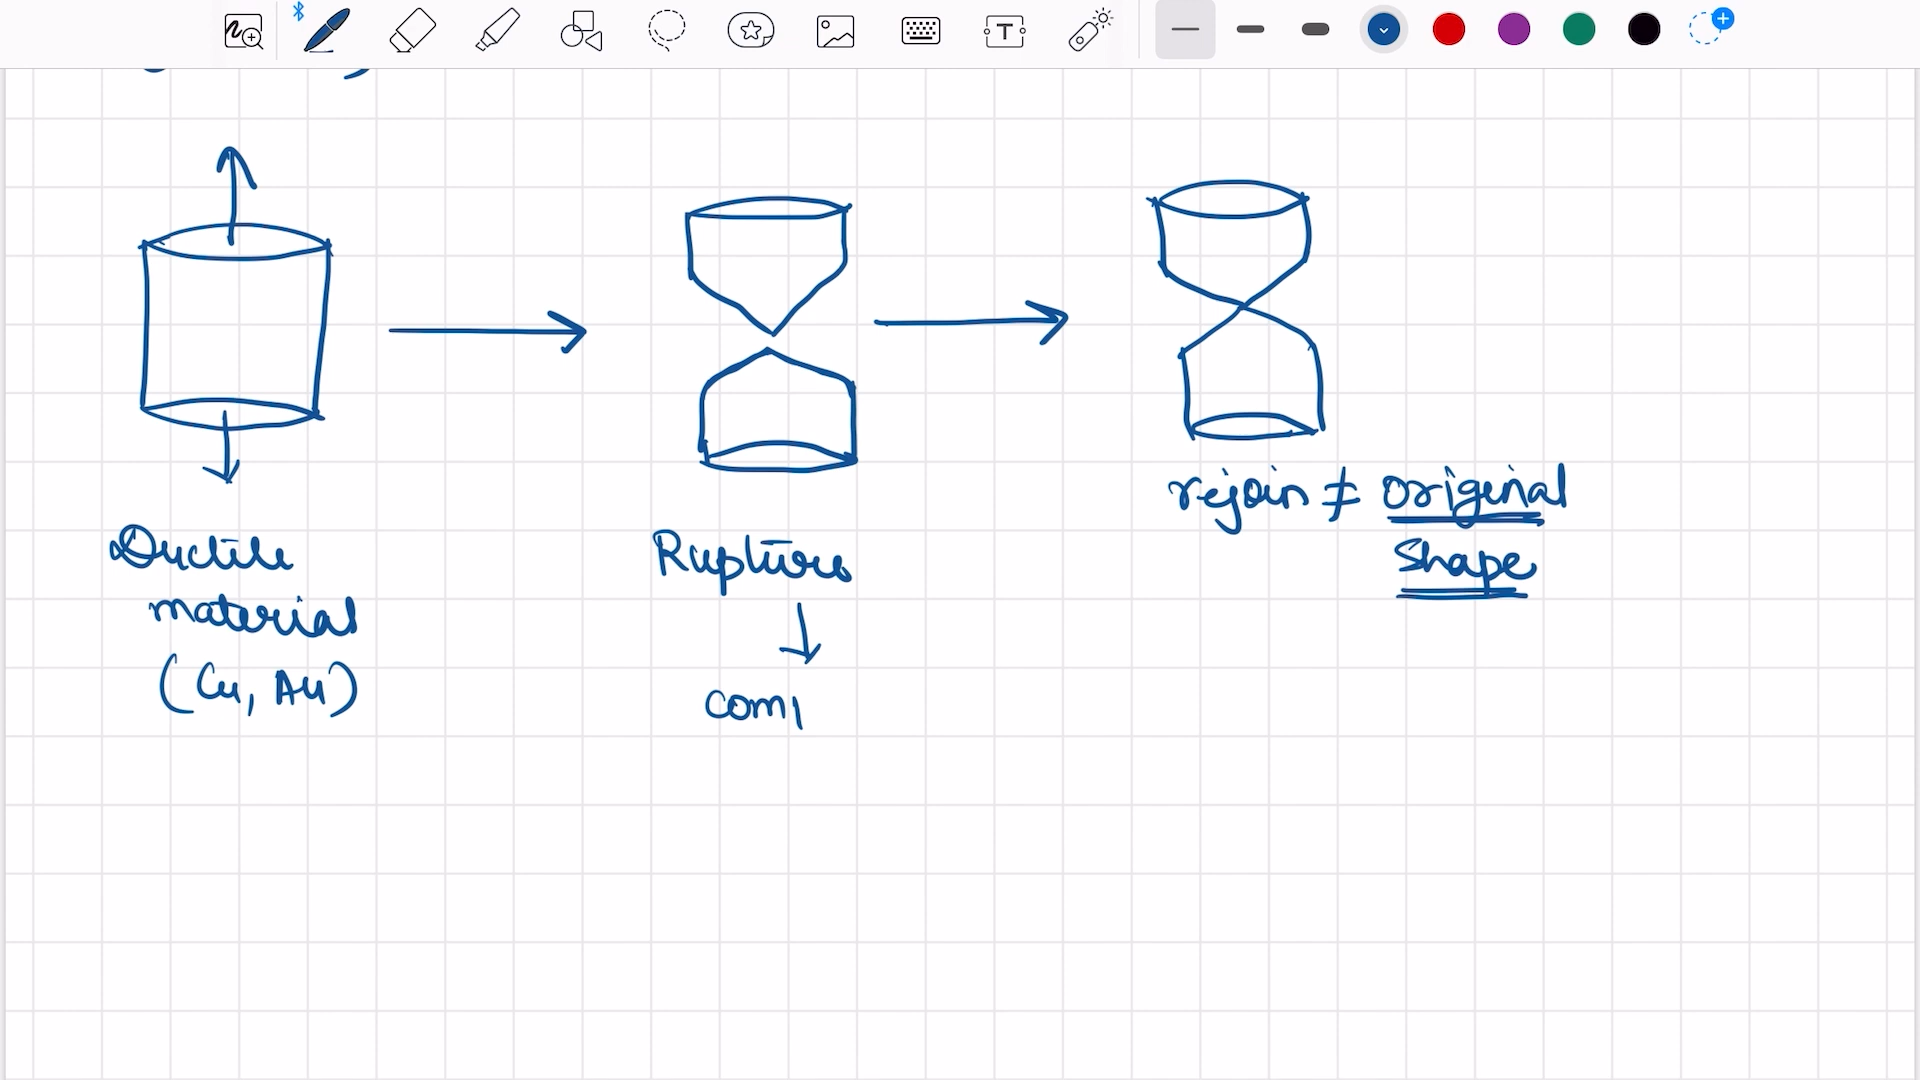 rejoin ≠ original
shape
Ductile
material
(Cu, Au)
Rupture
com